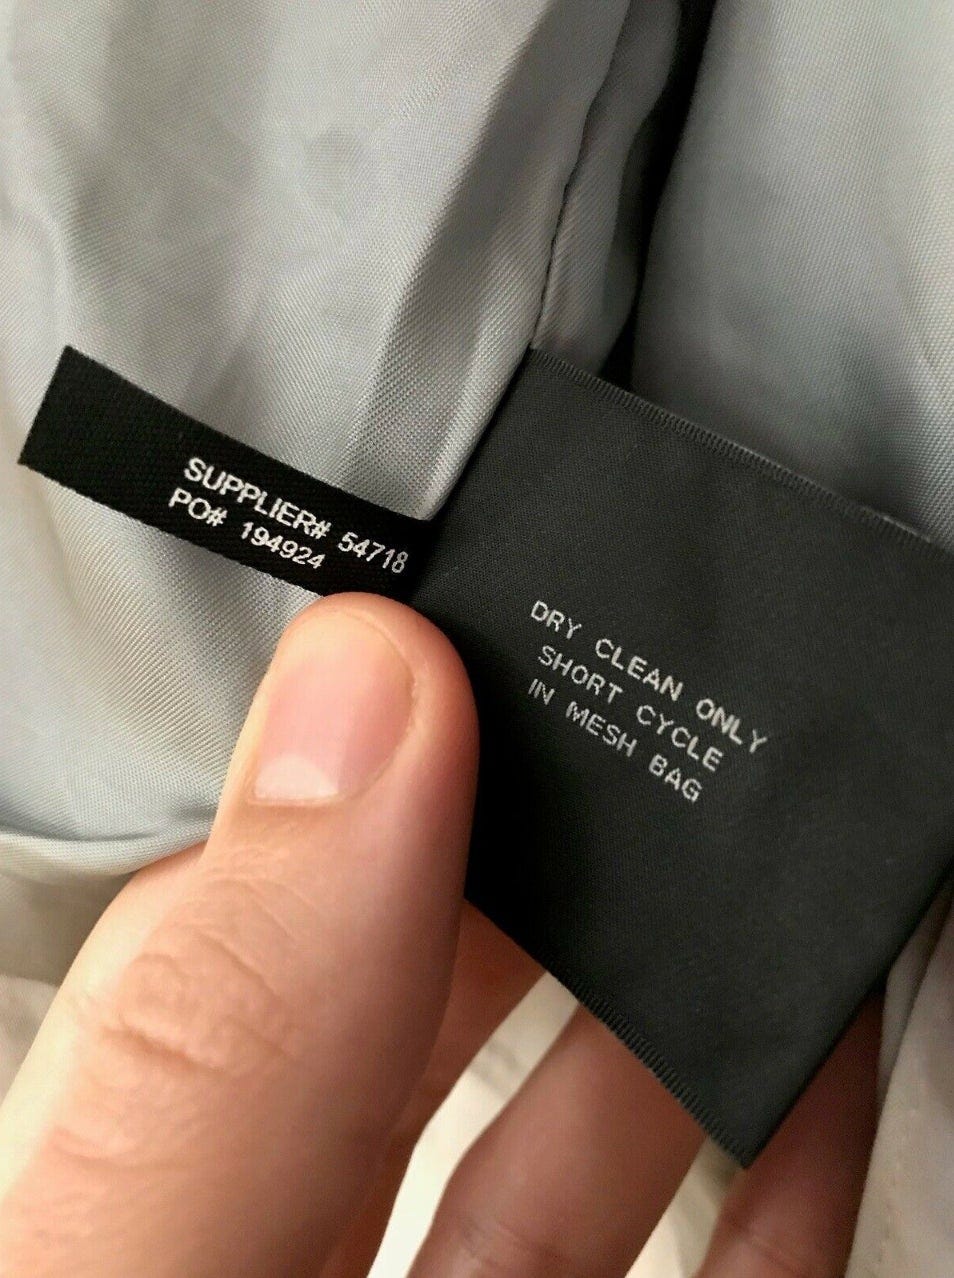 SUPPLIER# 54718
PO# 194924
DRY CLEAN ONLY
SHORT CYCLE
IN MESH BAG